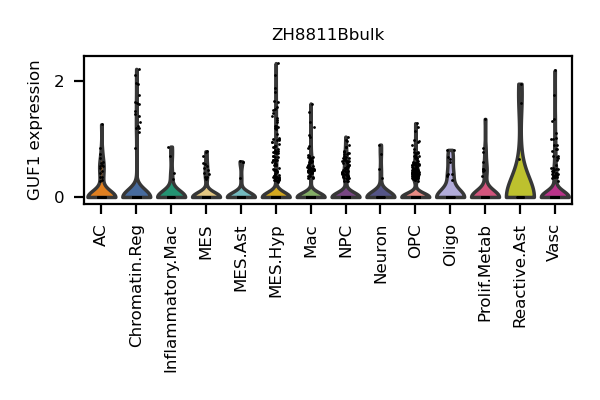 ZH8811Bbulk
GUF1 expression
2
0
AC
Chromatin.Reg
Inflammatory.Mac
MES
MES.Ast
MES.Hyp
Mac
NPC
Neuron
OPC
Oligo
Prolif.Metab
Reactive.Ast
Vasc